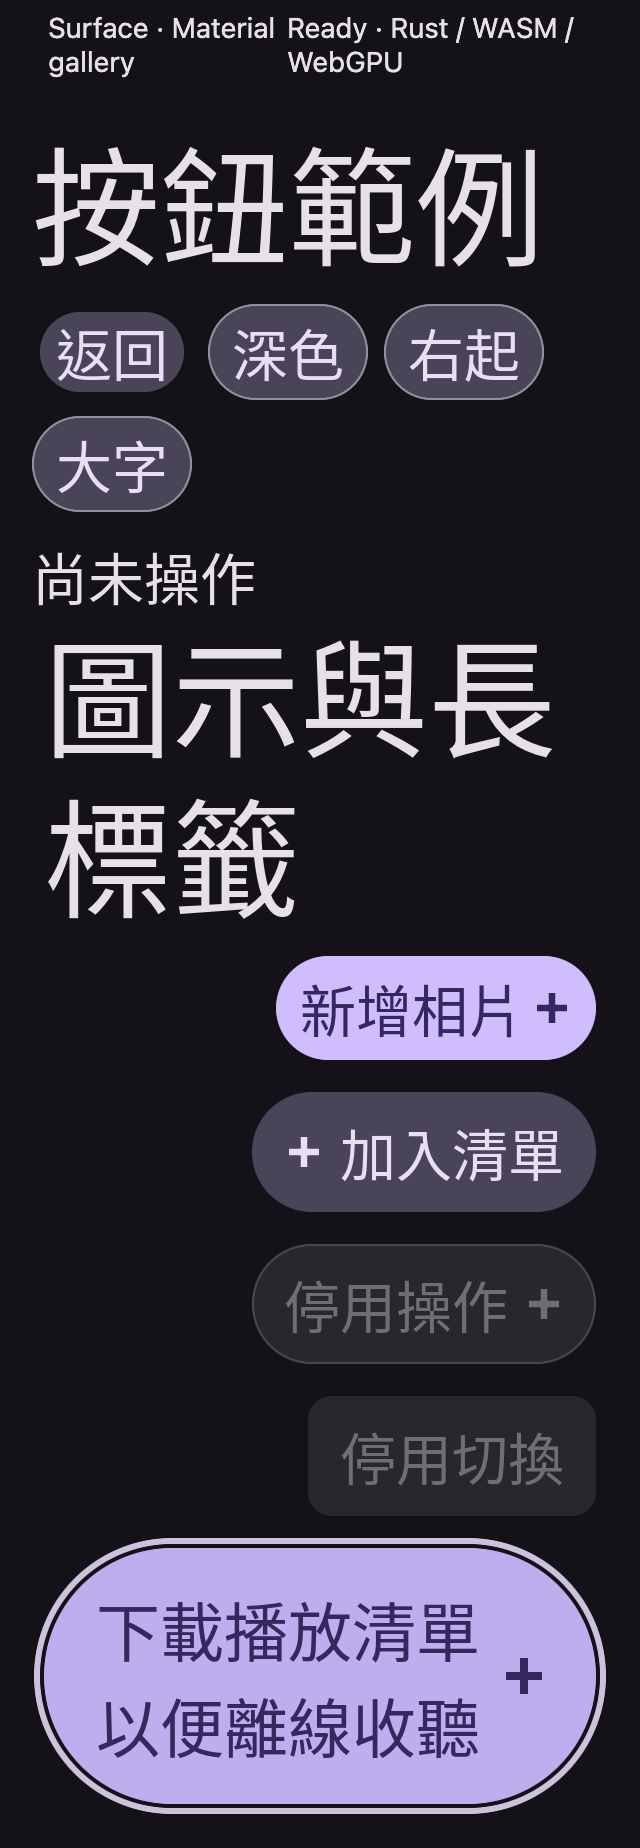 Surface · Material gallery
Ready · Rust / WASM / WebGPU
按鈕範例
返回
深色
右起
大字
尚未操作
圖示與長
標籤
新增相片 +
+ 加入清單
停用操作 +
停用切換
下載播放清單
以便離線收聽
+